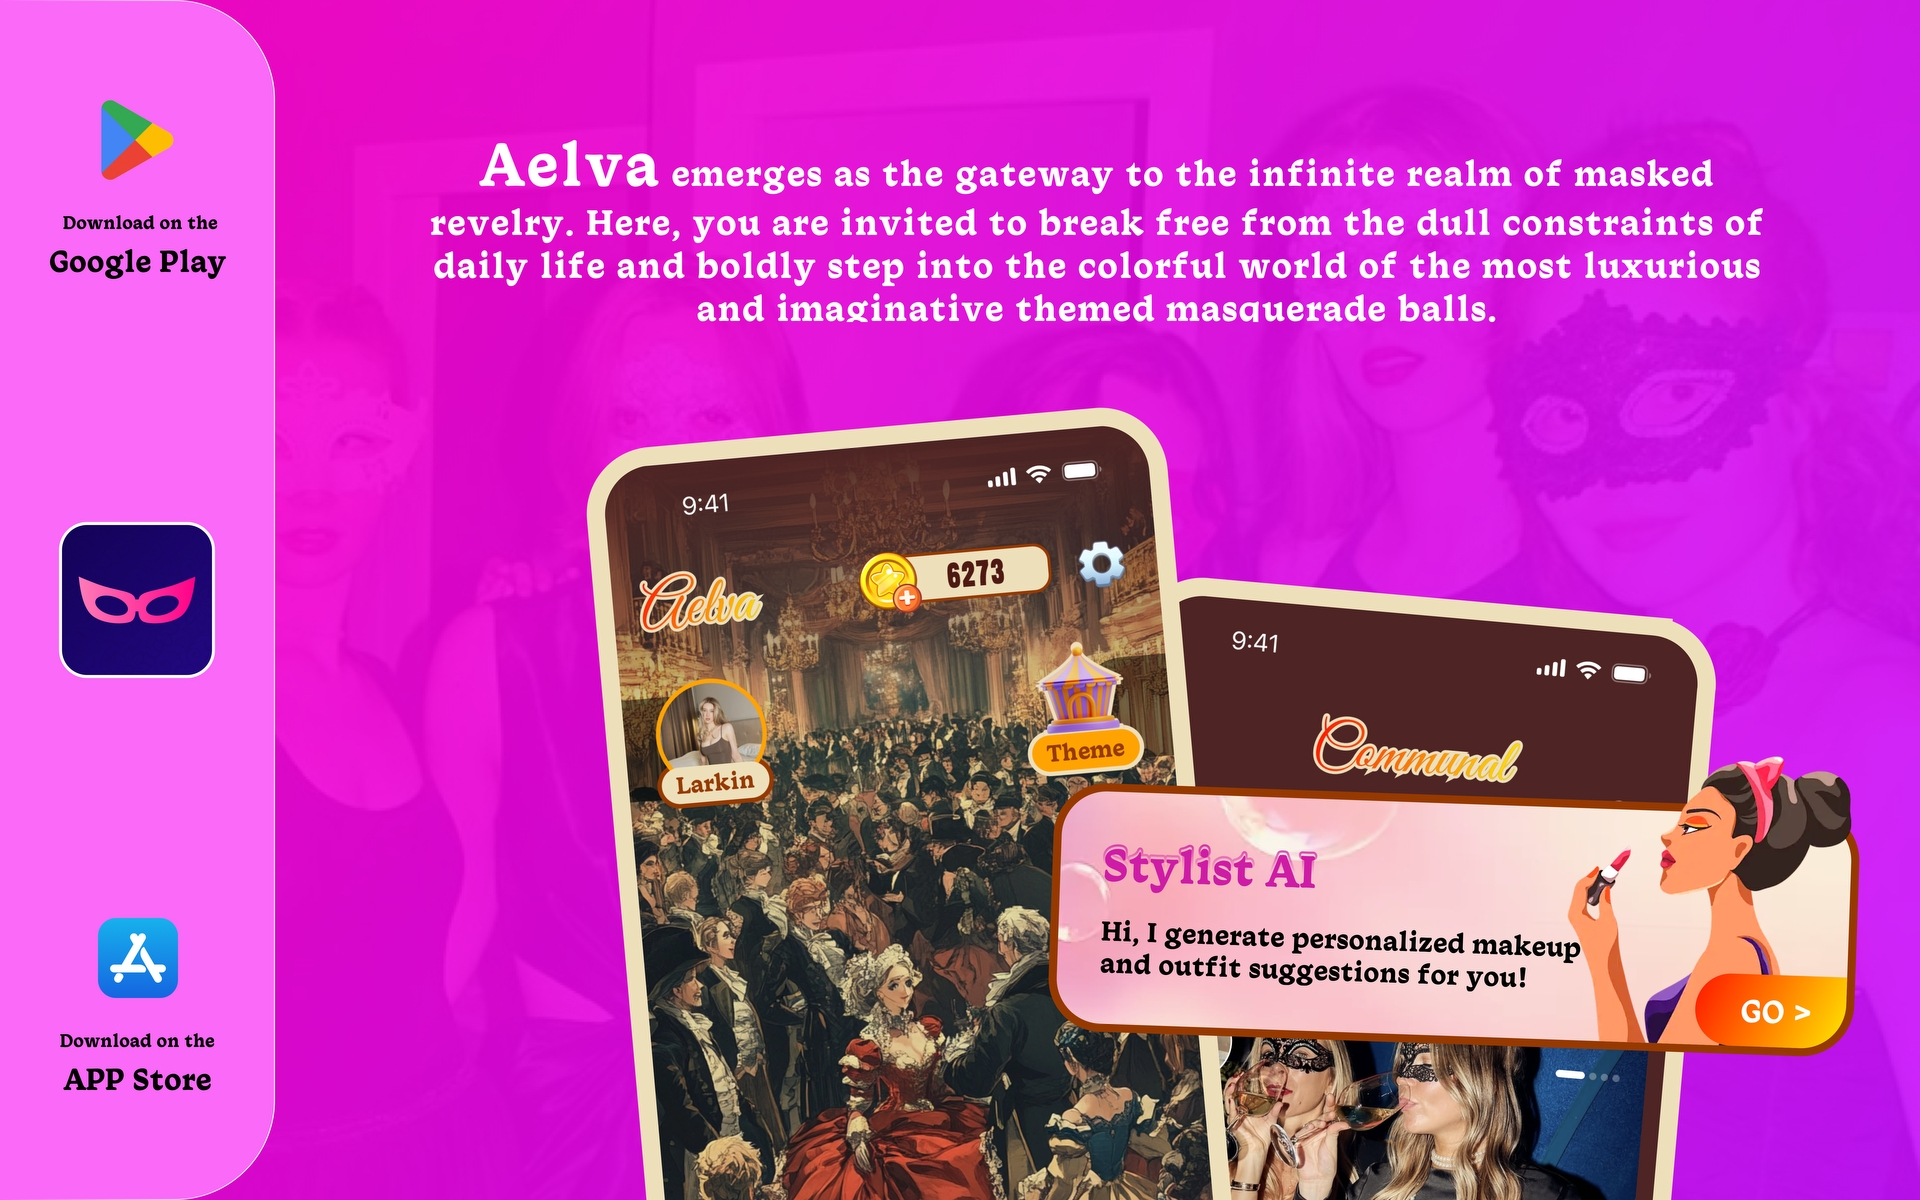 Download on the
Google Play
Download on the
APP Store
Aelva emerges as the gateway to the infinite realm of masked
revelry. Here, you are invited to break free from the dull constraints of
daily life and boldly step into the colorful world of the most luxurious
and imaginative themed masquerade balls.
9:41
6273
Aelva
Larkin
Theme
9:41
Communal
Stylist AI
Hi, I generate personalized makeup
and outfit suggestions for you!
GO >